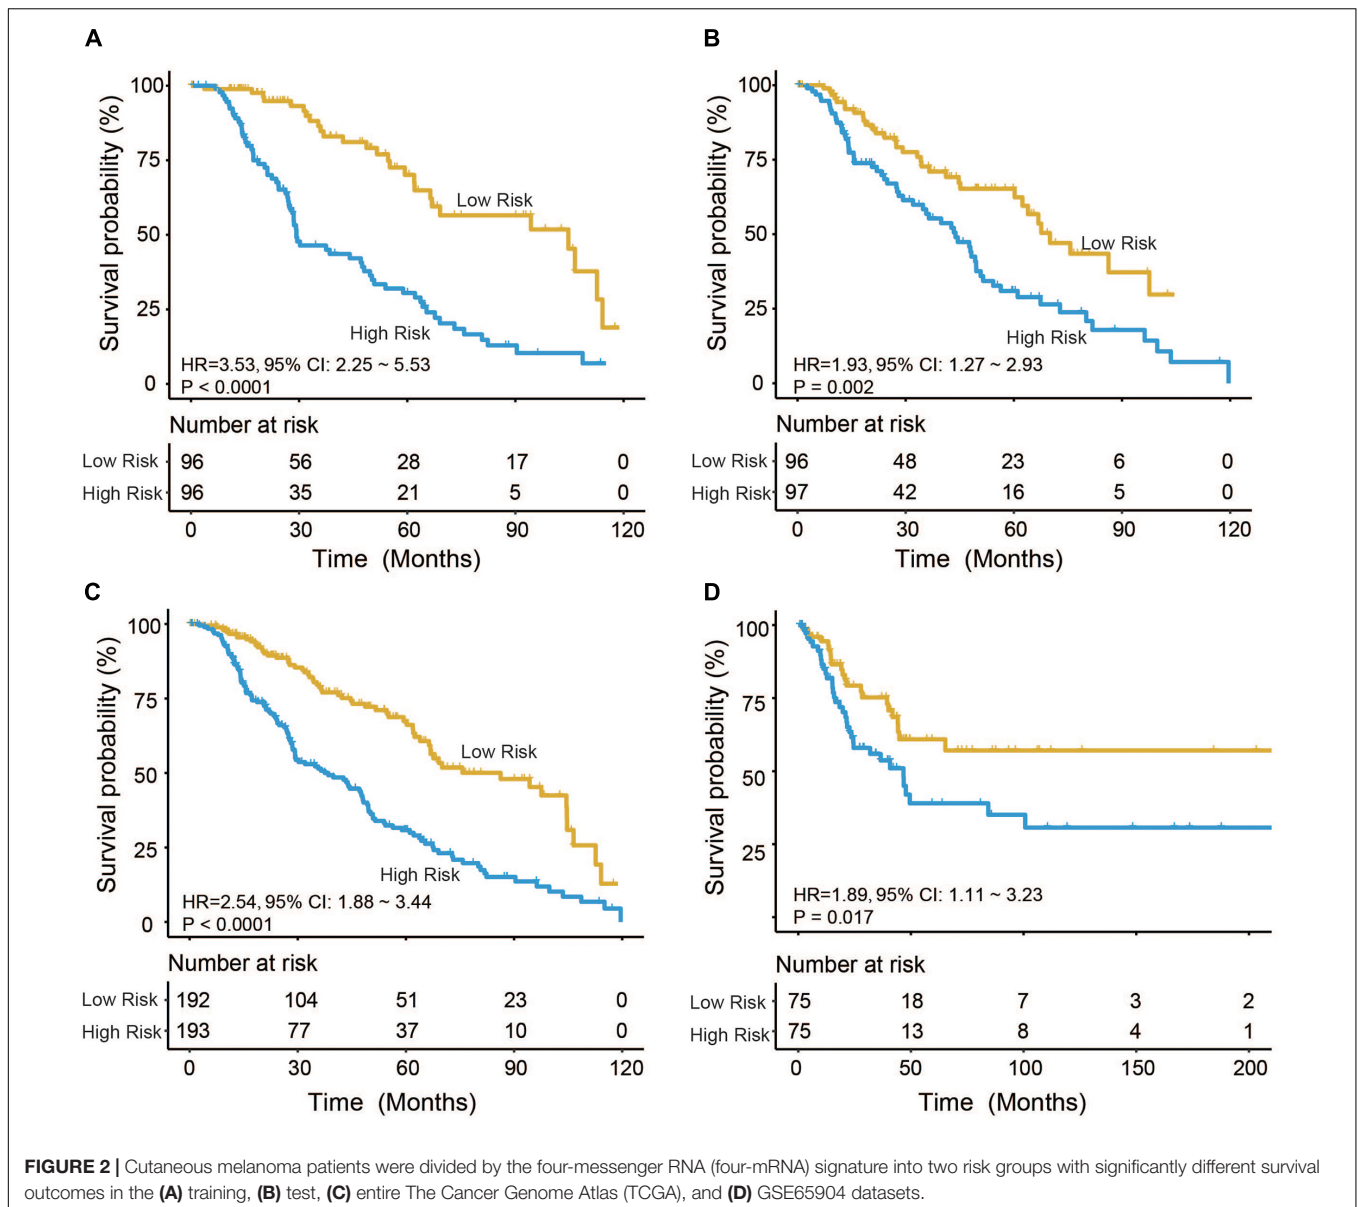 A
100
75
50
25
0
Survival probability (%)
Low Risk
High Risk
HR=3.53, 95% CI: 2.25 ~ 5.53
P < 0.0001
Number at risk
Low Risk 96 56 28 17 0
High Risk 96 35 21 5 0
0 30 60 90 120
Time (Months)
B
100
75
50
25
0
Survival probability (%)
Low Risk
High Risk
HR=1.93, 95% CI: 1.27 ~ 2.93
P = 0.002
Number at risk
Low Risk 96 48 23 6 0
High Risk 97 42 16 5 0
0 30 60 90 120
Time (Months)
C
100
75
50
25
0
Survival probability (%)
Low Risk
High Risk
HR=2.54, 95% CI: 1.88 ~ 3.44
P < 0.0001
Number at risk
Low Risk 192 104 51 23 0
High Risk 193 77 37 10 0
0 30 60 90 120
Time (Months)
D
100
75
50
25
Survival probability (%)
HR=1.89, 95% CI: 1.11 ~ 3.23
P = 0.017
Number at risk
Low Risk 75 18 7 3 2
High Risk 75 13 8 4 1
0 50 100 150 200
Time (Months)
FIGURE 2 | Cutaneous melanoma patients were divided by the four-messenger RNA (four-mRNA) signature into two risk groups with significantly different survival
outcomes in the (A) training, (B) test, (C) entire The Cancer Genome Atlas (TCGA), and (D) GSE65904 datasets.